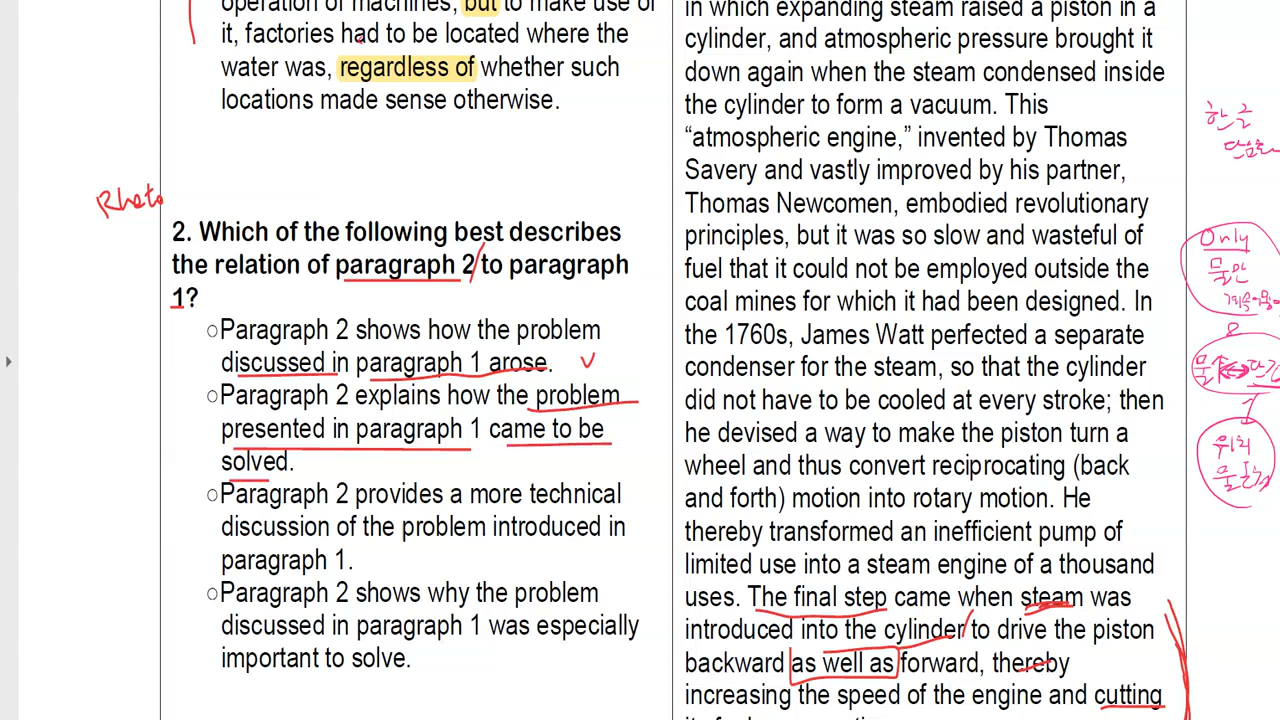 operation of machines, but to make use of
it, factories had to be located where the
water was, regardless of whether such
locations made sense otherwise.
Rheto
2. Which of the following best describes
the relation of paragraph 2 to paragraph
1?
○Paragraph 2 shows how the problem
discussed in paragraph 1 arose. v
○Paragraph 2 explains how the problem
presented in paragraph 1 came to be
solved.
○Paragraph 2 provides a more technical
discussion of the problem introduced in
paragraph 1.
○Paragraph 2 shows why the problem
discussed in paragraph 1 was especially
important to solve.
in which expanding steam raised a piston in a
cylinder, and atmospheric pressure brought it
down again when the steam condensed inside
the cylinder to form a vacuum. This
“atmospheric engine,” invented by Thomas
Savery and vastly improved by his partner,
Thomas Newcomen, embodied revolutionary
principles, but it was so slow and wasteful of
fuel that it could not be employed outside the
coal mines for which it had been designed. In
the 1760s, James Watt perfected a separate
condenser for the steam, so that the cylinder
did not have to be cooled at every stroke; then
he devised a way to make the piston turn a
wheel and thus convert reciprocating (back
and forth) motion into rotary motion. He
thereby transformed an inefficient pump of
limited use into a steam engine of a thousand
uses. The final step came when steam was
introduced into the cylinder to drive the piston
backward as well as forward, thereby
increasing the speed of the engine and cutting
한글
Only
물만
위의